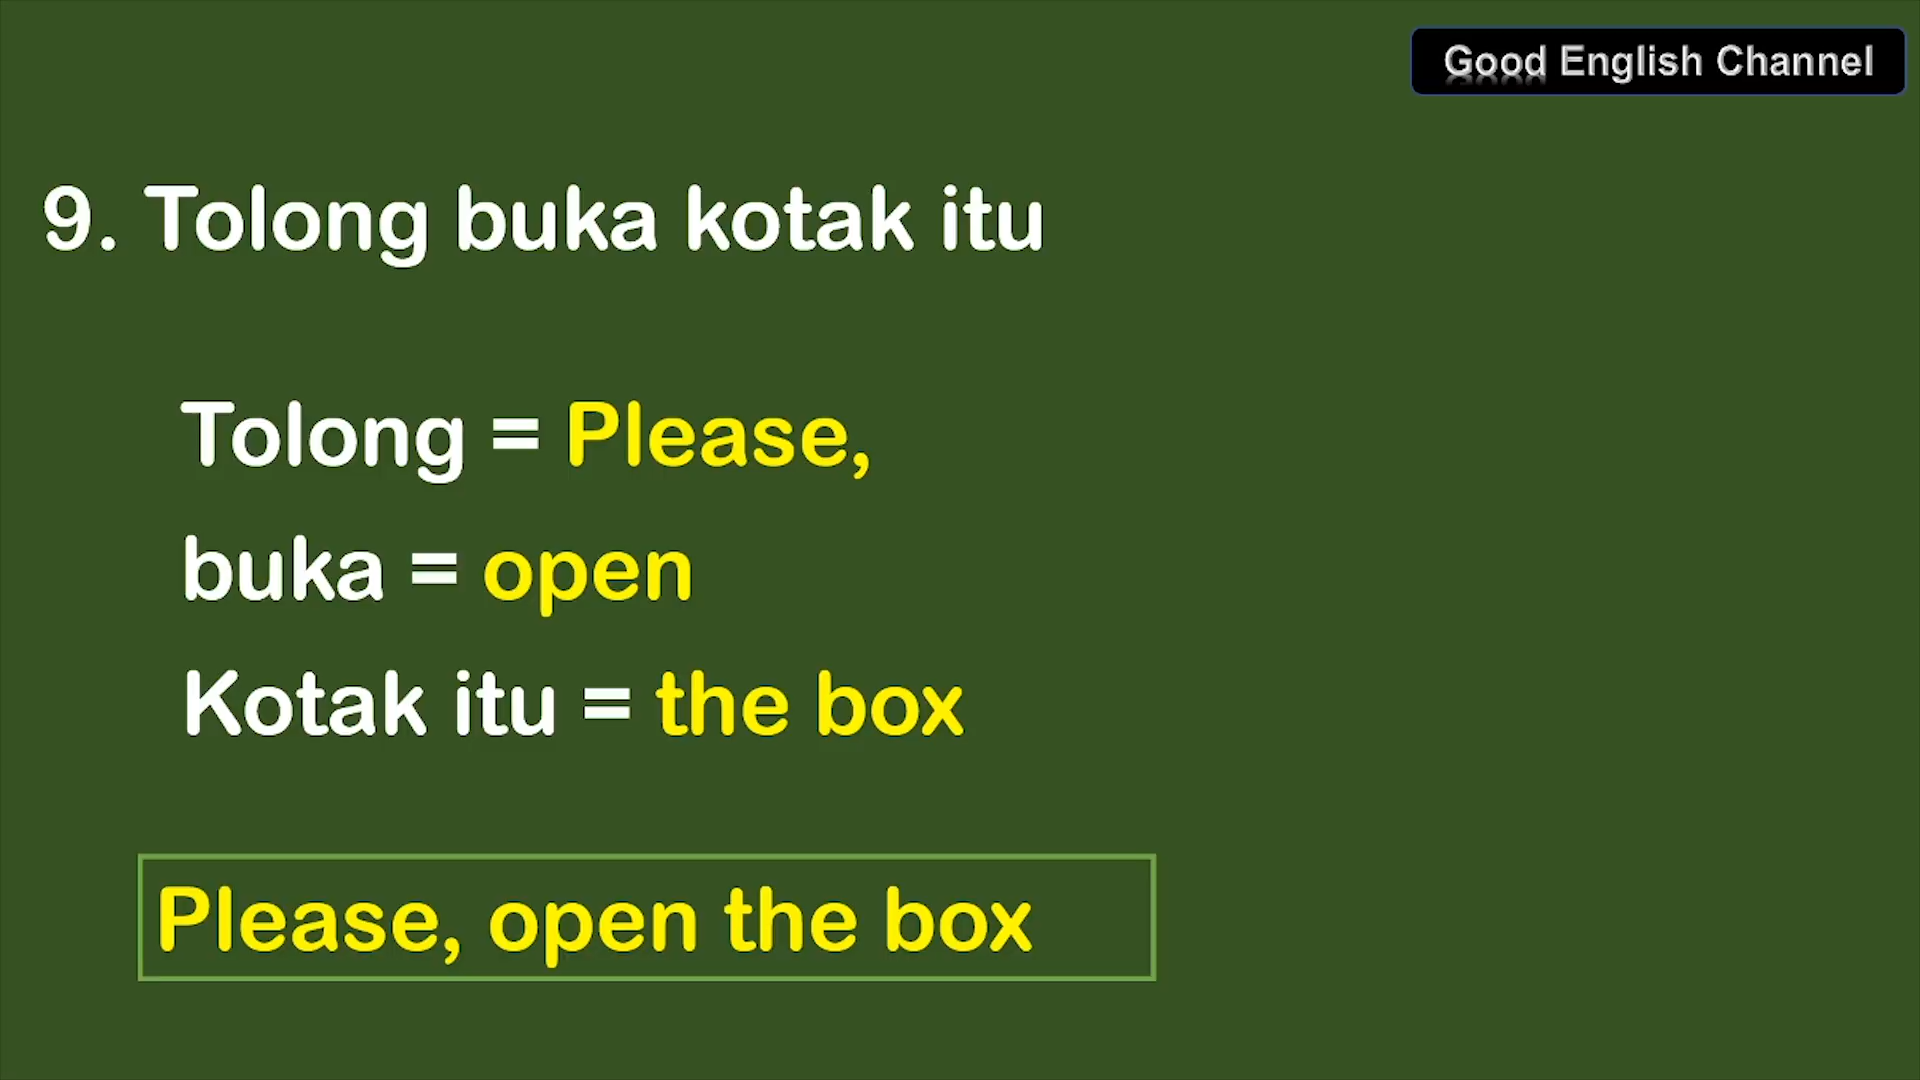 Good English Channel
9. Tolong buka kotak itu
Tolong = Please,
buka = open
Kotak itu = the box
Please, open the box